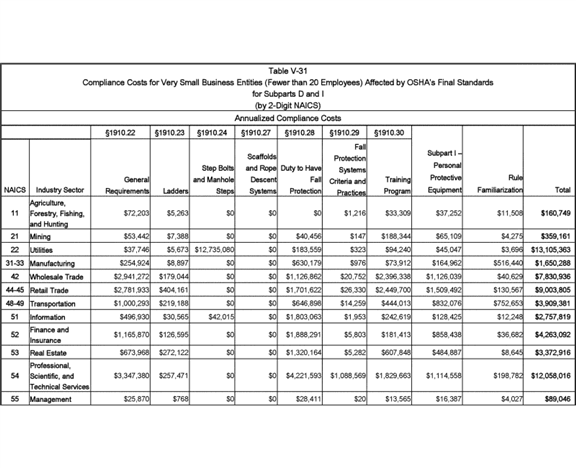 Table V-31
Compliance Costs for Very Small Business Entities (Fewer than 20 Employees) Affected by OSHA's Final Standards
for Subparts D and I
(by 2-Digit NAICS)
Annualized Compliance Costs
§1910.22 §1910.23 §1910.24 §1910.27 §1910.28 §1910.29 §1910.30
NAICS Industry Sector General Requirements Ladders Step Bolts and Manhole Steps Scaffolds and Rope Descent Systems Duty to Have Fall Protection Fall Protection Systems Criteria and Practices Training Program Subpart I – Personal Protective Equipment Rule Familiarization Total
11 Agriculture, Forestry, Fishing, and Hunting $72,203 $5,263 $0 $0 $0 $1,216 $33,309 $37,252 $11,508 $160,749
21 Mining $53,442 $7,388 $0 $0 $40,456 $147 $188,344 $65,109 $4,275 $359,161
22 Utilities $37,746 $5,673 $12,735,080 $0 $183,559 $323 $94,240 $45,047 $3,696 $13,105,363
31-33 Manufacturing $254,924 $8,897 $0 $0 $630,179 $976 $73,912 $164,962 $516,440 $1,650,288
42 Wholesale Trade $2,941,272 $179,044 $0 $0 $1,126,862 $20,752 $2,396,338 $1,126,039 $40,629 $7,830,936
44-45 Retail Trade $2,781,933 $404,161 $0 $0 $1,701,622 $26,330 $2,449,700 $1,509,492 $130,567 $9,003,805
48-49 Transportation $1,000,293 $219,188 $0 $0 $646,898 $14,259 $444,013 $832,076 $752,653 $3,909,381
51 Information $496,930 $30,565 $42,015 $0 $1,803,063 $1,953 $242,619 $128,425 $12,248 $2,757,819
52 Finance and Insurance $1,165,870 $126,595 $0 $0 $1,888,291 $5,803 $181,413 $858,438 $36,682 $4,263,092
53 Real Estate $673,968 $272,122 $0 $0 $1,320,164 $5,282 $607,848 $484,887 $8,645 $3,372,916
54 Professional, Scientific, and Technical Services $3,347,380 $257,471 $0 $0 $4,221,593 $1,088,569 $1,829,663 $1,114,558 $198,782 $12,058,016
55 Management $25,870 $768 $0 $0 $28,411 $20 $13,565 $16,387 $4,027 $89,046